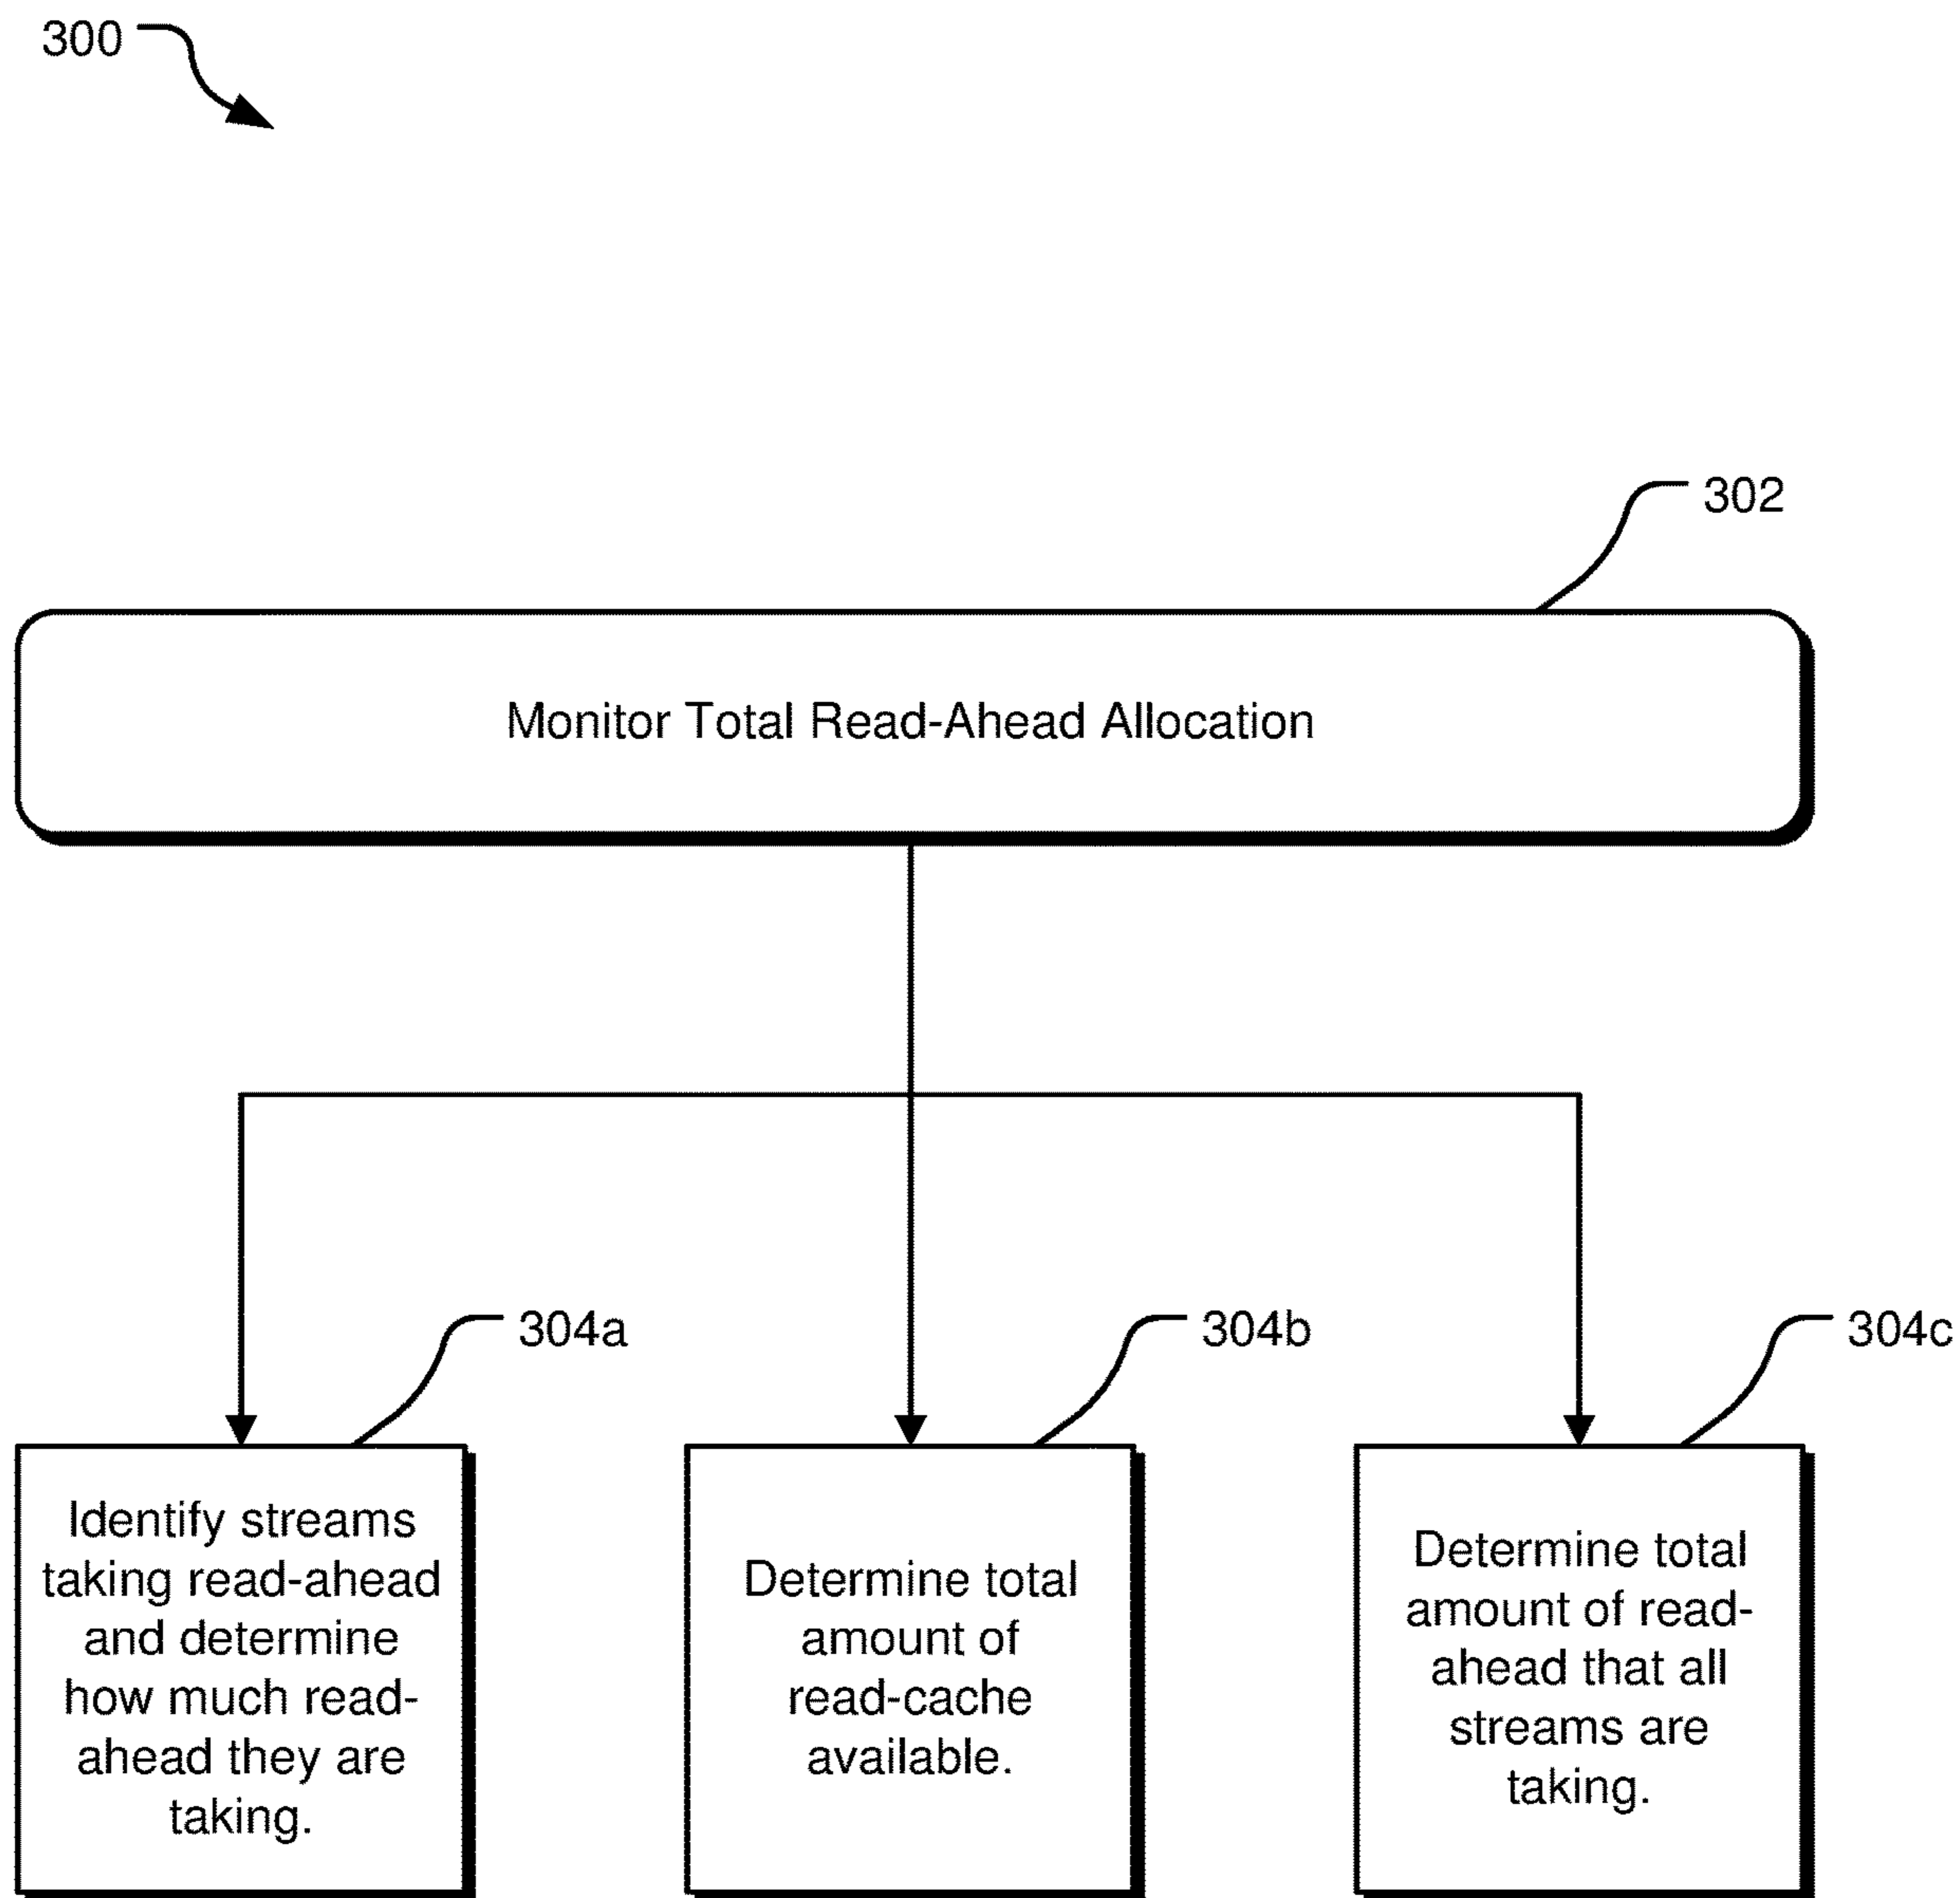 300
302
Monitor Total Read-Ahead Allocation
304a
304b
304c
Identify streams
taking read-ahead
and determine
how much read-
ahead they are
taking.
Determine total
amount of
read-cache
available.
Determine total
amount of read-
ahead that all
streams are
taking.